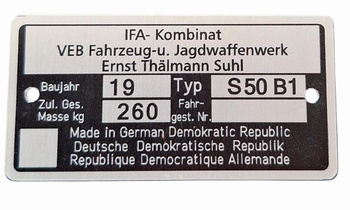 IFA- Kombinat
VEB Fahrzeug-u. Jagdwaffenwerk
Ernst Thälmann Suhl
Baujahr 19 Typ S50 B1
Zul. Ges. Masse kg 260 Fahr- gest. Nr.
Made in German Demokratic Republic
Deutsche Demokratische Republik
Republique Democratique Allemande